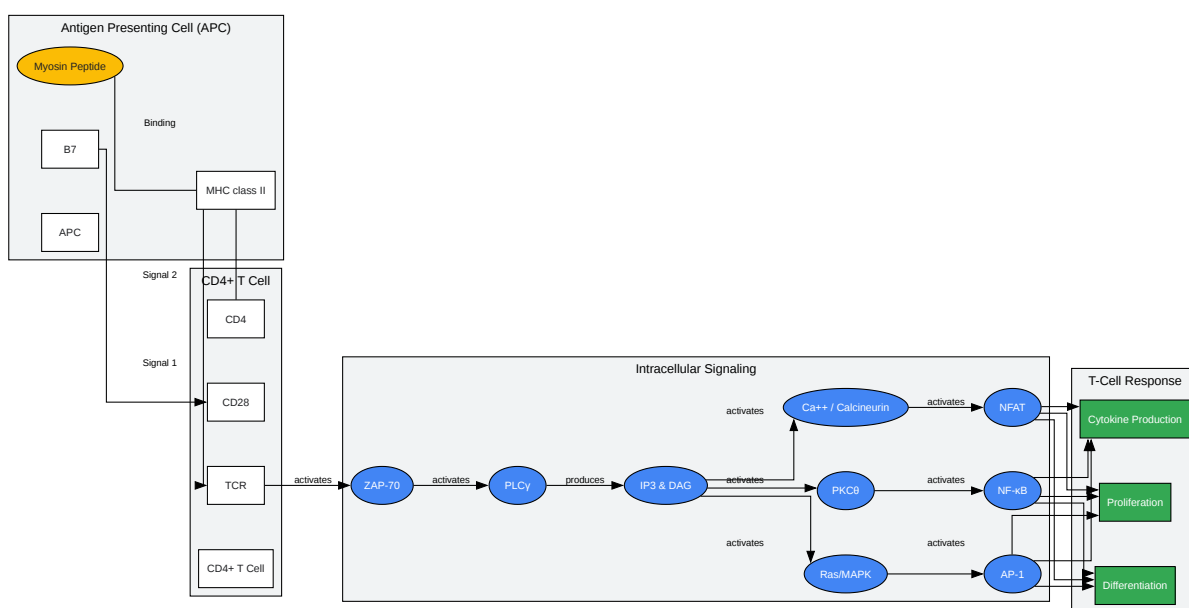 Antigen Presenting Cell (APC)
Myosin Peptide
Binding
B7
MHC class II
APC
Signal 2
CD4+ T Cell
CD4
Signal 1
CD28
TCR
CD4+ T Cell
activates
Intracellular Signaling
ZAP-70
activates
PLCγ
produces
IP3 & DAG
activates
activates
activates
Ca++ / Calcineurin
PKCθ
Ras/MAPK
activates
activates
activates
NFAT
NF-κB
AP-1
T-Cell Response
Cytokine Production
Proliferation
Differentiation